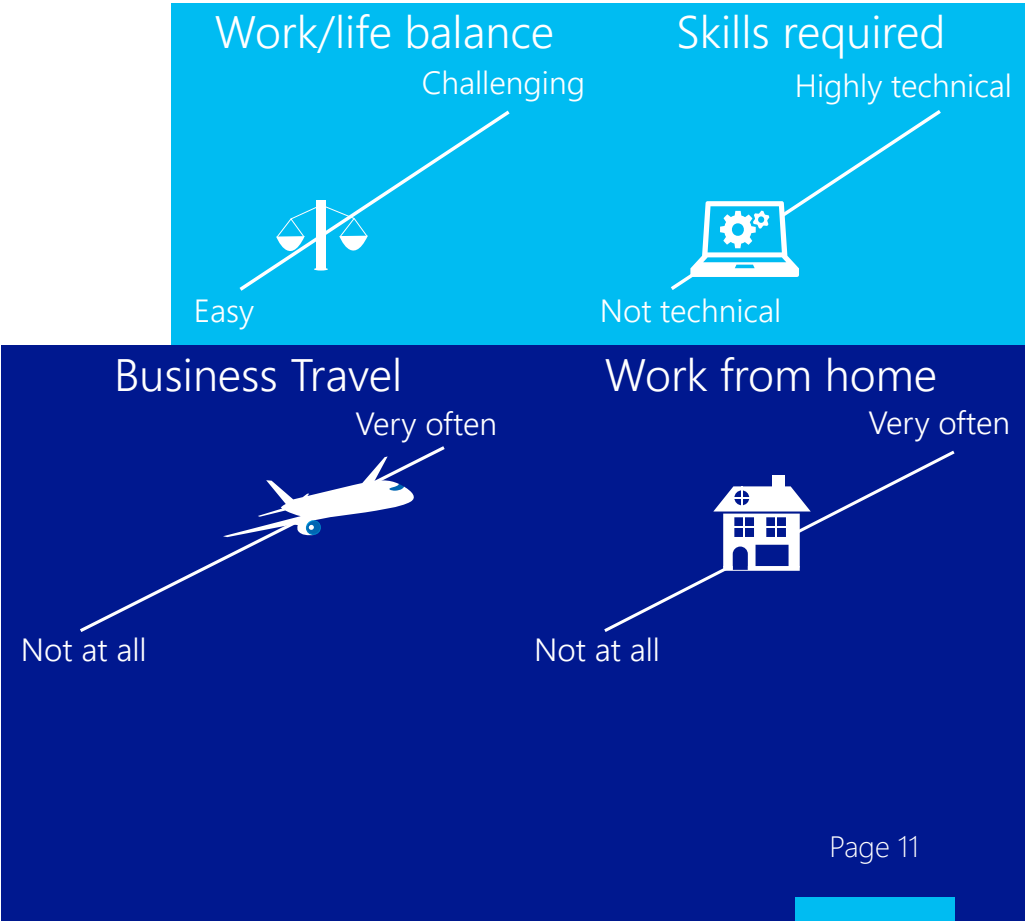 Work/life balance
Challenging
Easy
Skills required
Highly technical
Not technical
Business Travel
Very often
Not at all
Work from home
Very often
Not at all
Page 11